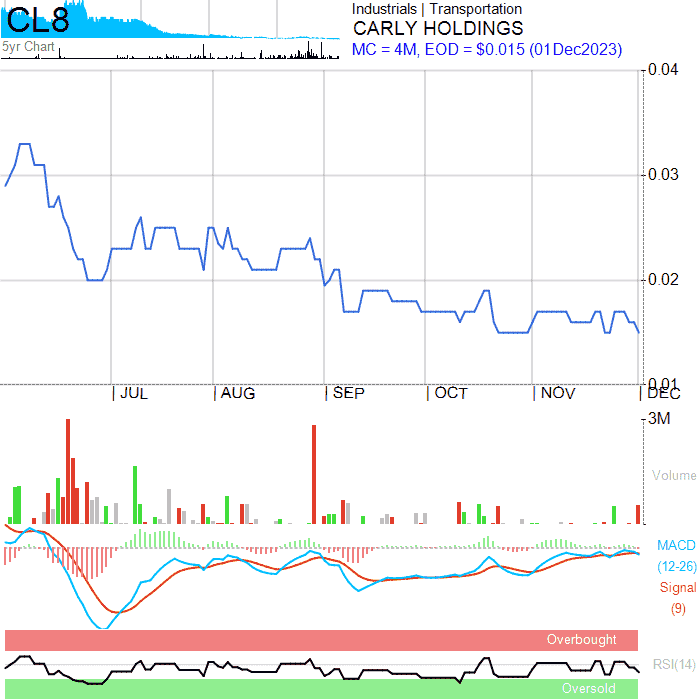 CL8
5yr Chart
Industrials | Transportation
CARLY HOLDINGS
MC = 4M, EOD = $0.015 (01Dec2023)
0.04
0.03
0.02
0.01
| JUL | AUG | SEP | OCT | NOV | DEC
3M
Volume
MACD
(12-26)
Signal
(9)
Overbought
RSI(14)
Oversold